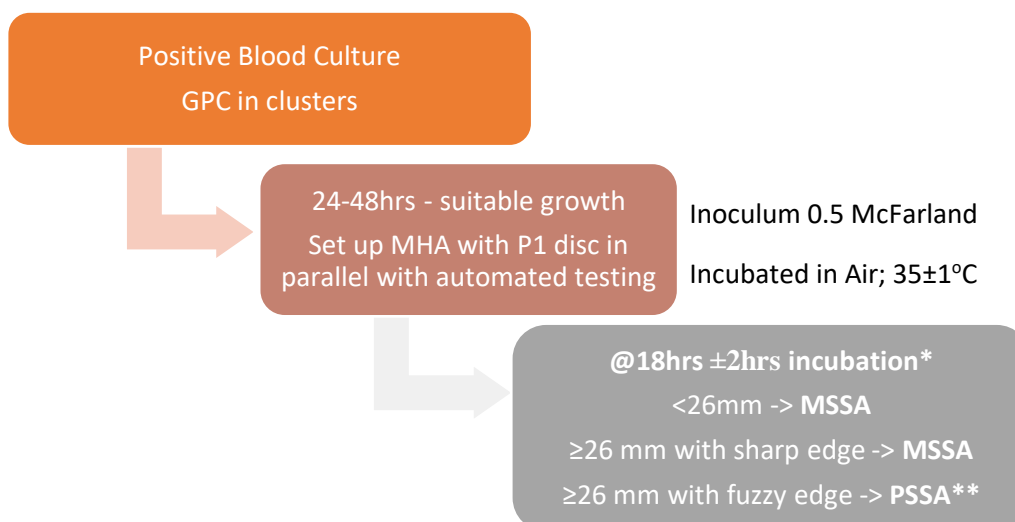 Positive Blood Culture
GPC in clusters
24-48hrs - suitable growth
Set up MHA with P1 disc in
parallel with automated testing
Inoculum 0.5 McFarland
Incubated in Air; 35±1°C
@18hrs ±2hrs incubation*
<26mm -> MSSA
≥26 mm with sharp edge -> MSSA
≥26 mm with fuzzy edge -> PSSA**